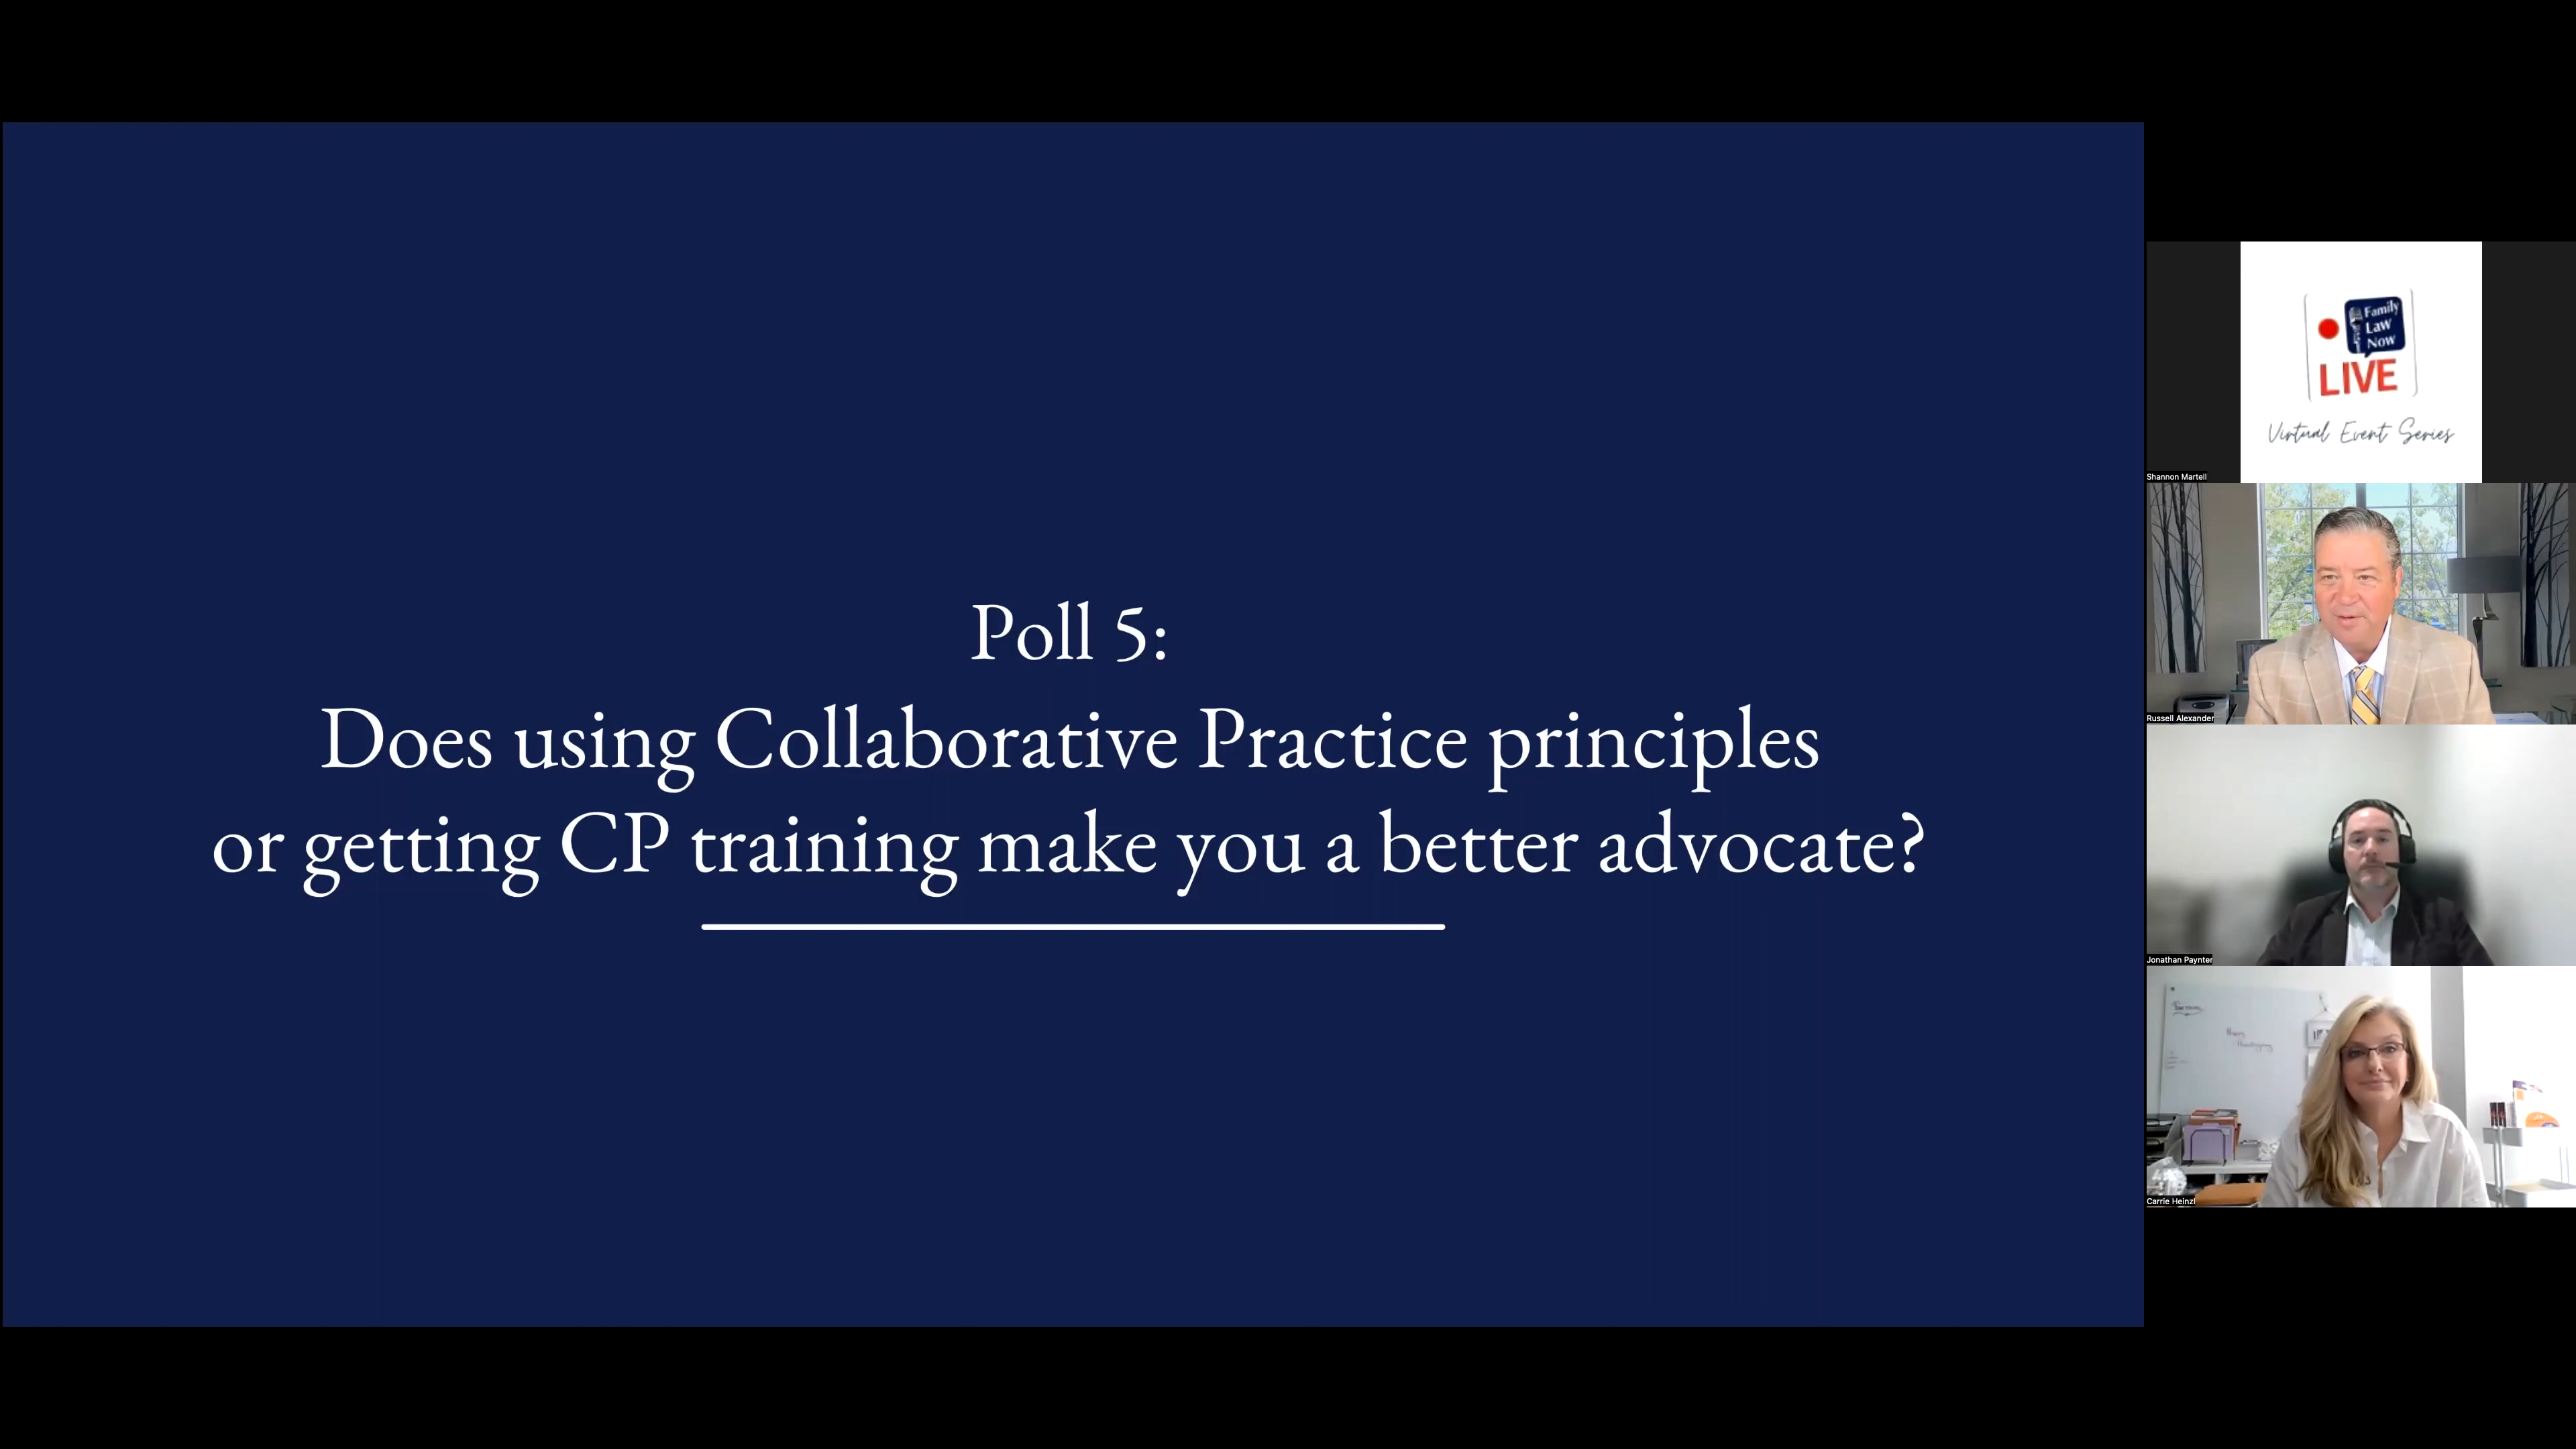 Poll 5:
Does using Collaborative Practice principles
or getting CP training make you a better advocate?
Family
Law
Now
LIVE
Virtual Event Series
Shannon Martell
Russell Alexander
Jonathan Paynter
Carrie Heinzl